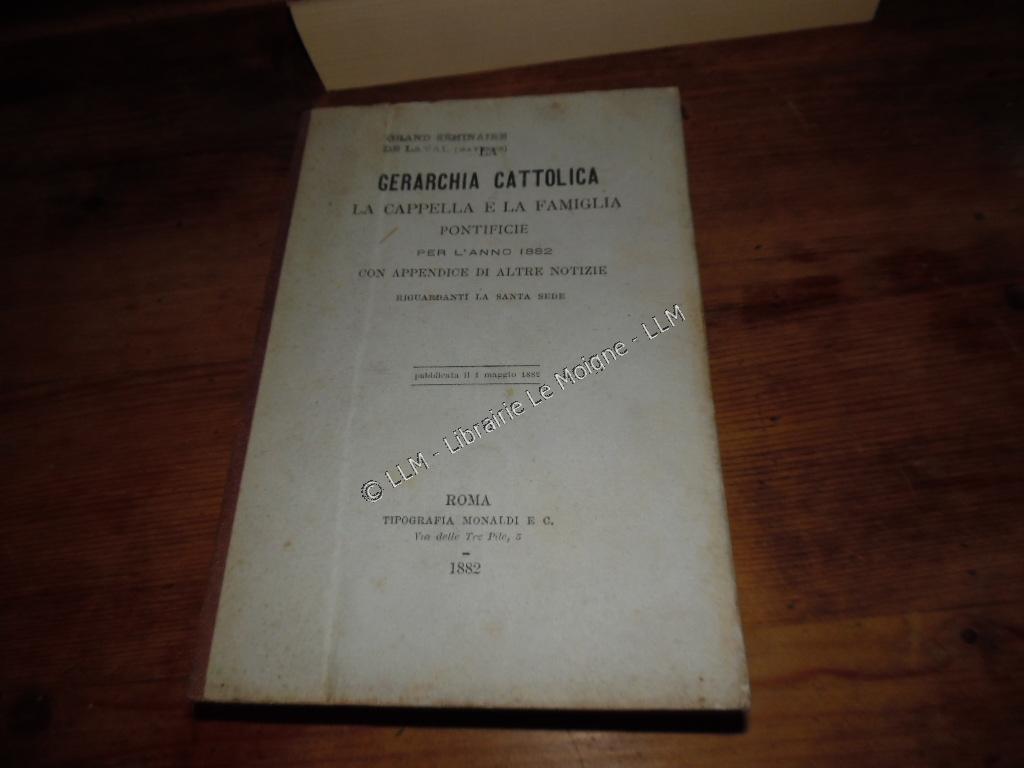 GRAND SÉMINAIRE
DE LAVAL (MAYENNE)
LA
GERARCHIA CATTOLICA
LA CAPPELLA E LA FAMIGLIA
PONTIFICIE
PER L'ANNO 1882
CON APPENDICE DI ALTRE NOTIZIE
RIGUARDANTI LA SANTA SEDE
pubblicata il 1 maggio 1882
© LLM - Librairie Le Moigne - LLM
ROMA
TIPOGRAFIA MONALDI E C.
Via delle Tre Pile, 5
1882